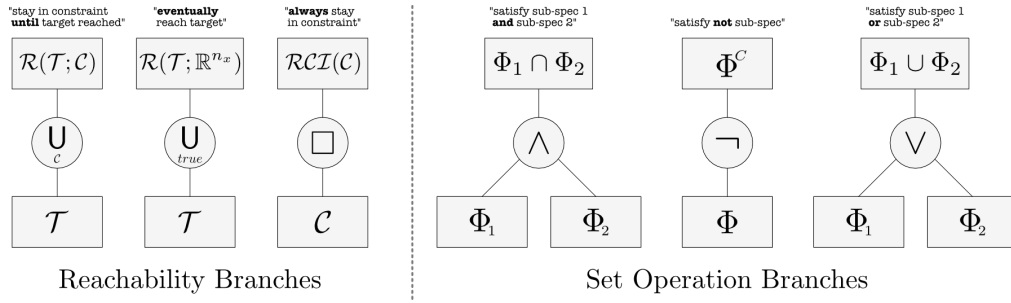 "stay in constraint
until target reached"
R(T;C)
U
C
T
"eventually
reach target"
R(T;ℝⁿˣ)
U
true
T
"always stay
in constraint"
RCI(C)
□
C
Reachability Branches
"satisfy sub-spec 1
and sub-spec 2"
Φ₁ ∩ Φ₂
∧
Φ₁
Φ₂
"satisfy not sub-spec"
Φᶜ
¬
Φ
"satisfy sub-spec 1
or sub-spec 2"
Φ₁ ∪ Φ₂
∨
Φ₁
Φ₂
Set Operation Branches